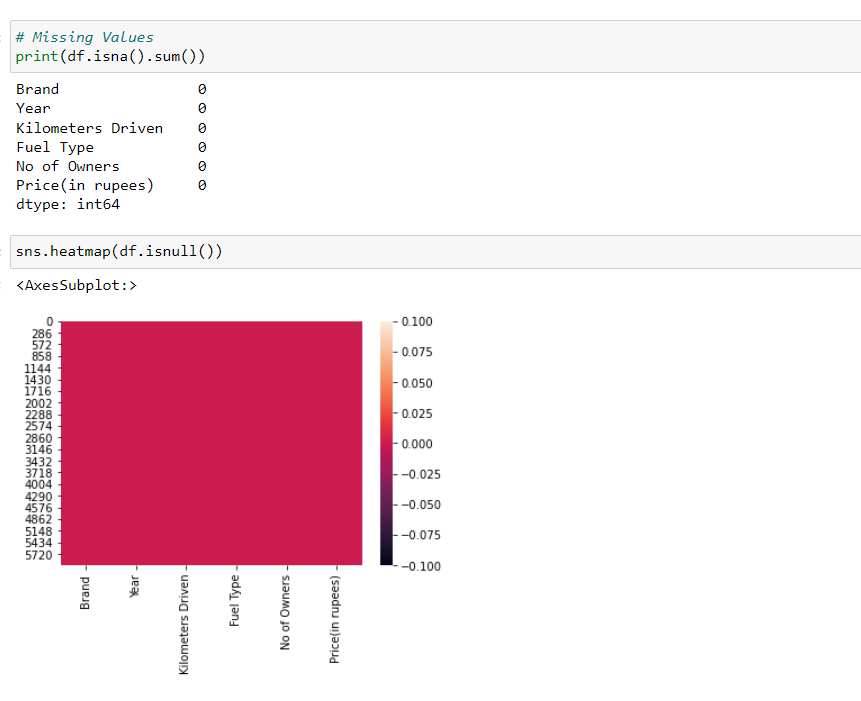 # Missing Values
print(df.isna().sum())
Brand 0
Year 0
Kilometers Driven 0
Fuel Type 0
No of Owners 0
Price(in rupees) 0
dtype: int64
sns.heatmap(df.isnull())
<AxesSubplot:>
0
286
572
858
1144
1430
1716
2002
2288
2574
2860
3146
3432
3718
4004
4290
4576
4862
5148
5434
5720
Brand
Year
Kilometers Driven
Fuel Type
No of Owners
Price(in rupees)
0.100
0.075
0.050
0.025
0.000
−0.025
−0.050
−0.075
−0.100